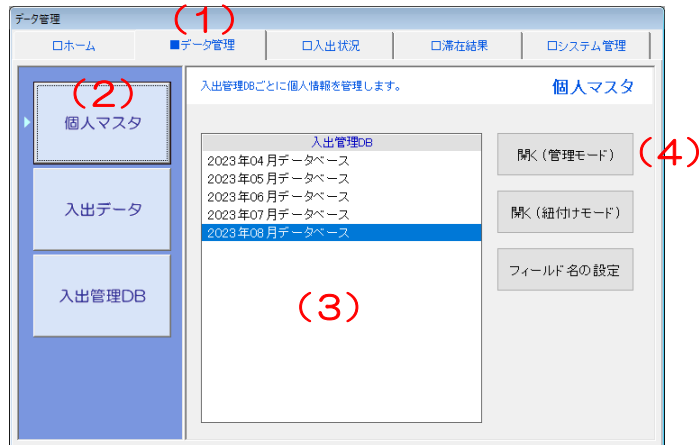 データ管理
(1)
□ホーム
■データ管理
□入出状況
□滞在結果
□システム管理
(2)
個人マスタ
入出データ
入出管理DB
入出管理DBごとに個人情報を管理します。
個人マスタ
入出管理DB
2023年04月データベース
2023年05月データベース
2023年06月データベース
2023年07月データベース
2023年08月データベース
(3)
開く(管理モード)
(4)
開く(紐付けモード)
フィールド名の設定